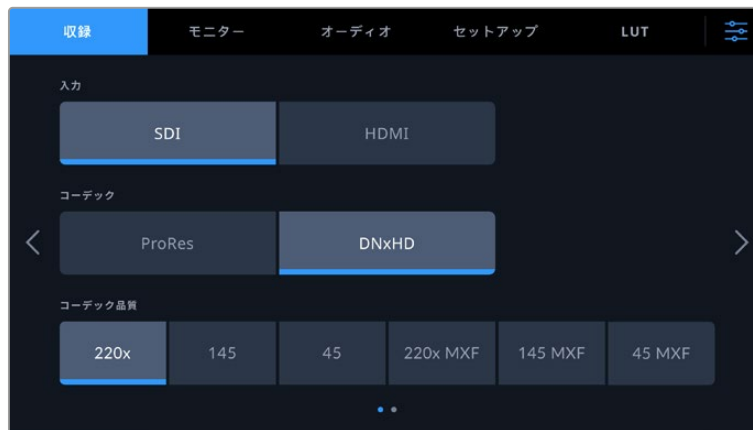 収録 モニター オーディオ セットアップ LUT
入力
SDI HDMI
コーデック
ProRes DNxHD
コーデック品質
220x 145 45 220x MXF 145 MXF 45 MXF